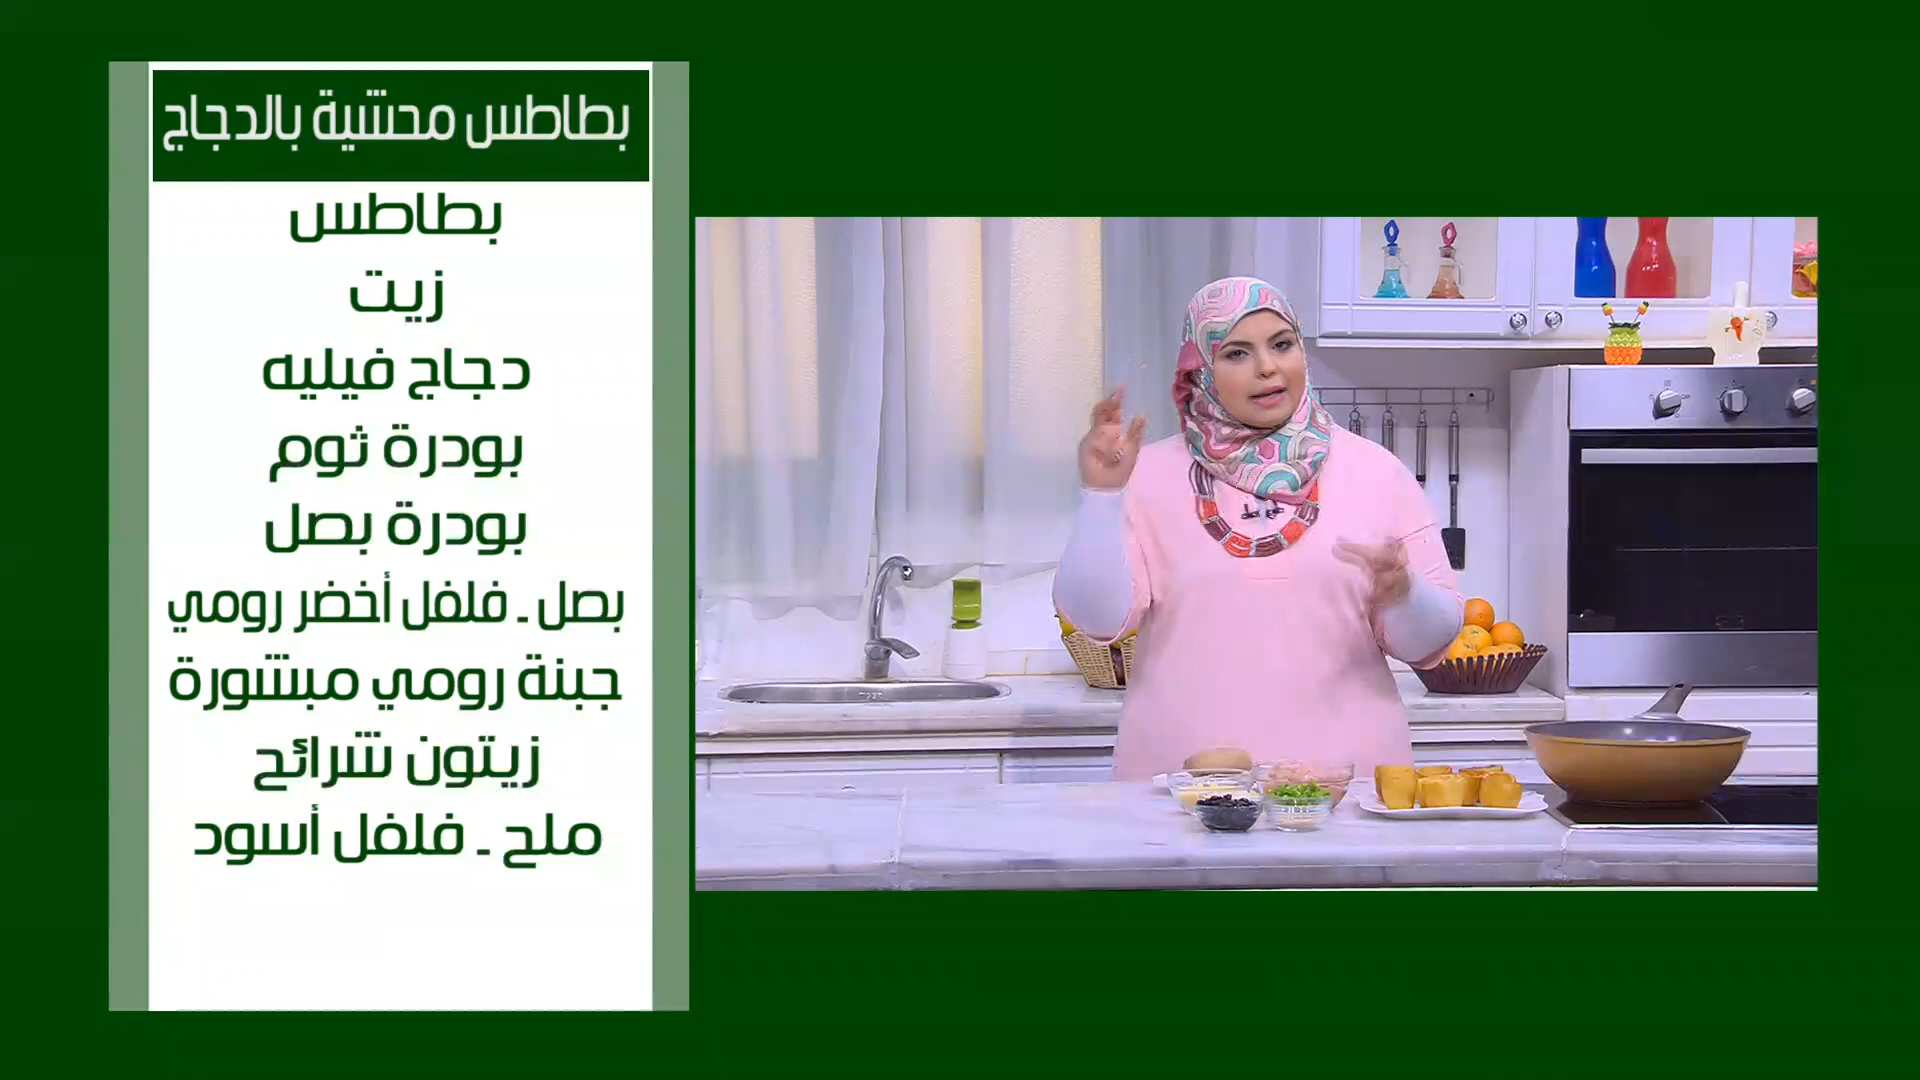 بطاطس محشية بالدجاج
بطاطس
زيت
دجاج فيليه
بودرة ثوم
بودرة بصل
بصل - فلفل أخضر رومي
جبنة رومي مبشورة
زيتون شرائح
ملح - فلفل أسود